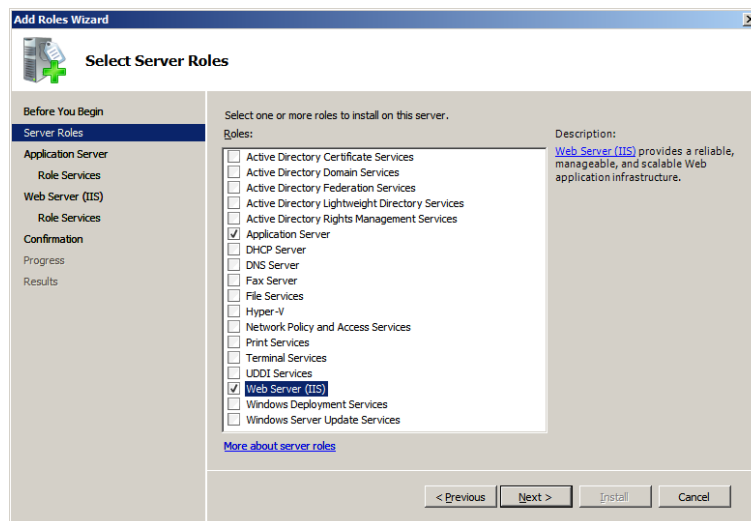 Add Roles Wizard
Select Server Roles
Before You Begin
Server Roles
Application Server
Role Services
Web Server (IIS)
Role Services
Confirmation
Progress
Results
Select one or more roles to install on this server.
Roles:
Active Directory Certificate Services
Active Directory Domain Services
Active Directory Federation Services
Active Directory Lightweight Directory Services
Active Directory Rights Management Services
Application Server
DHCP Server
DNS Server
Fax Server
File Services
Hyper-V
Network Policy and Access Services
Print Services
Terminal Services
UDDI Services
Web Server (IIS)
Windows Deployment Services
Windows Server Update Services
More about server roles
Description:
Web Server (IIS) provides a reliable,
manageable, and scalable Web
application infrastructure.
< Previous
Next >
Install
Cancel